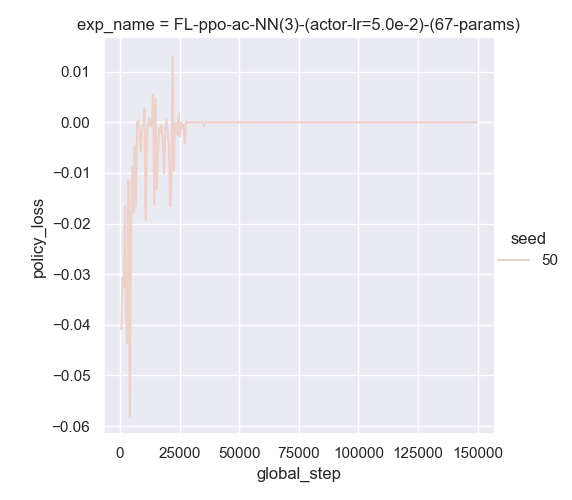 exp_name = FL-ppo-ac-NN(3)-(actor-lr=5.0e-2)-(67-params)
0.01
0.00
−0.01
−0.02
−0.03
−0.04
−0.05
−0.06
policy_loss
0 25000 50000 75000 100000 125000 150000
global_step
seed
50